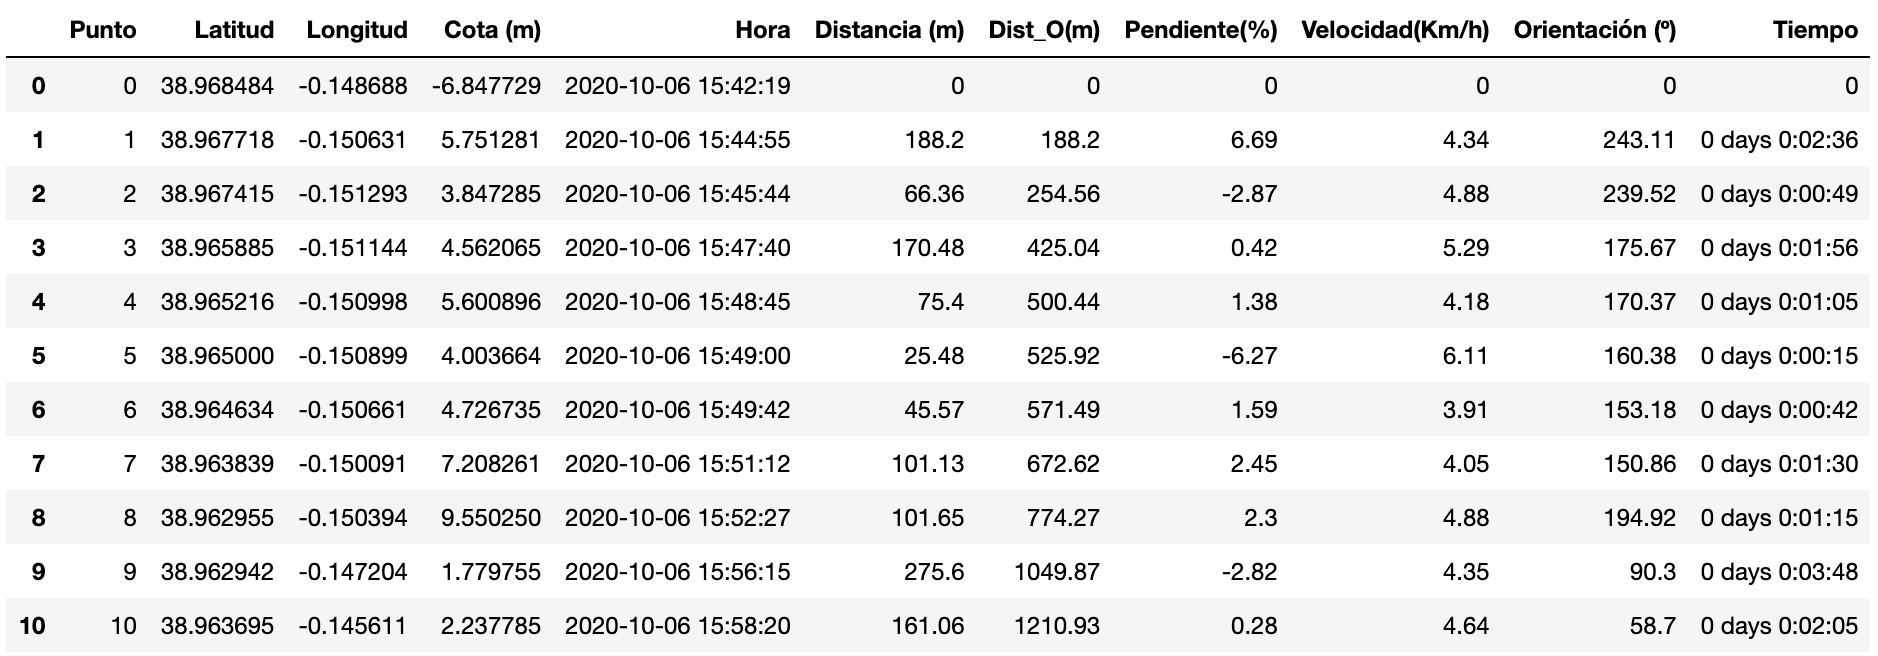 Punto Latitud Longitud Cota (m) Hora Distancia (m) Dist_O(m) Pendiente(%) Velocidad(Km/h) Orientación (º) Tiempo
0 0 38.968484 -0.148688 -6.847729 2020-10-06 15:42:19 0 0 0 0 0 0
1 1 38.967718 -0.150631 5.751281 2020-10-06 15:44:55 188.2 188.2 6.69 4.34 243.11 0 days 0:02:36
2 2 38.967415 -0.151293 3.847285 2020-10-06 15:45:44 66.36 254.56 -2.87 4.88 239.52 0 days 0:00:49
3 3 38.965885 -0.151144 4.562065 2020-10-06 15:47:40 170.48 425.04 0.42 5.29 175.67 0 days 0:01:56
4 4 38.965216 -0.150998 5.600896 2020-10-06 15:48:45 75.4 500.44 1.38 4.18 170.37 0 days 0:01:05
5 5 38.965000 -0.150899 4.003664 2020-10-06 15:49:00 25.48 525.92 -6.27 6.11 160.38 0 days 0:00:15
6 6 38.964634 -0.150661 4.726735 2020-10-06 15:49:42 45.57 571.49 1.59 3.91 153.18 0 days 0:00:42
7 7 38.963839 -0.150091 7.208261 2020-10-06 15:51:12 101.13 672.62 2.45 4.05 150.86 0 days 0:01:30
8 8 38.962955 -0.150394 9.550250 2020-10-06 15:52:27 101.65 774.27 2.3 4.88 194.92 0 days 0:01:15
9 9 38.962942 -0.147204 1.779755 2020-10-06 15:56:15 275.6 1049.87 -2.82 4.35 90.3 0 days 0:03:48
10 10 38.963695 -0.145611 2.237785 2020-10-06 15:58:20 161.06 1210.93 0.28 4.64 58.7 0 days 0:02:05